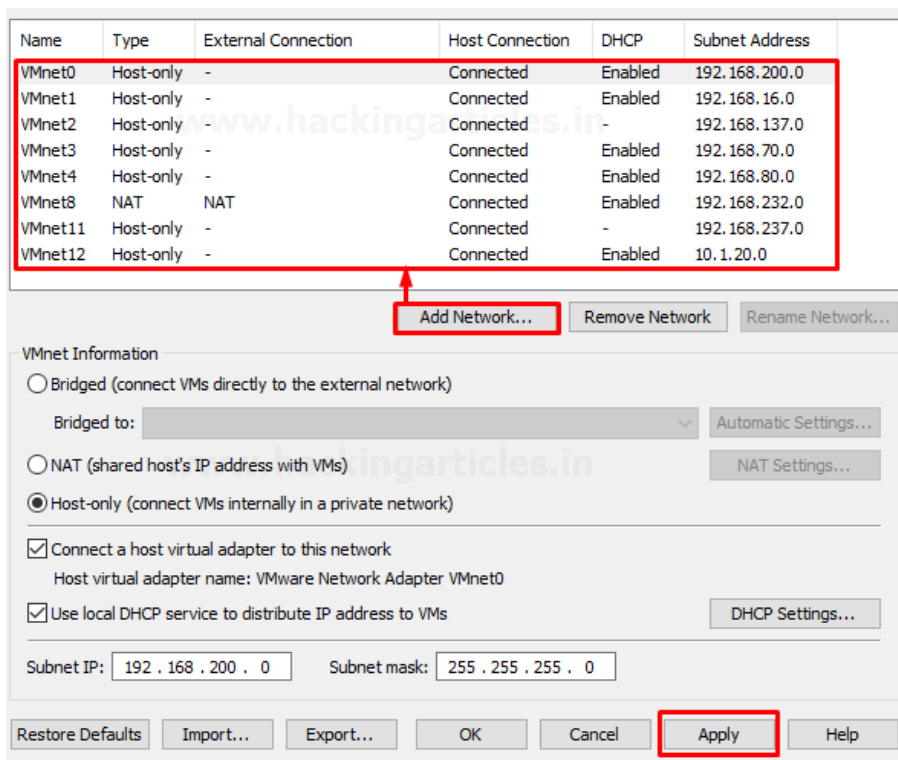 Name Type External Connection Host Connection DHCP Subnet Address
VMnet0 Host-only - Connected Enabled 192.168.200.0
VMnet1 Host-only - Connected Enabled 192.168.16.0
www.hackingarticles.in
VMnet2 Host-only - Connected - 192.168.137.0
VMnet3 Host-only - Connected Enabled 192.168.70.0
VMnet4 Host-only - Connected Enabled 192.168.80.0
VMnet8 NAT NAT Connected Enabled 192.168.232.0
VMnet11 Host-only - Connected - 192.168.237.0
VMnet12 Host-only - Connected Enabled 10.1.20.0
Add Network... Remove Network Rename Network...
VMnet Information
Bridged (connect VMs directly to the external network)
Bridged to: Automatic Settings...
NAT (shared host's IP address with VMs) NAT Settings...
www.hackingarticles.in
Host-only (connect VMs internally in a private network)
Connect a host virtual adapter to this network
Host virtual adapter name: VMware Network Adapter VMnet0
Use local DHCP service to distribute IP address to VMs DHCP Settings...
Subnet IP: 192 . 168 . 200 . 0 Subnet mask: 255 . 255 . 255 . 0
Restore Defaults Import... Export... OK Cancel Apply Help